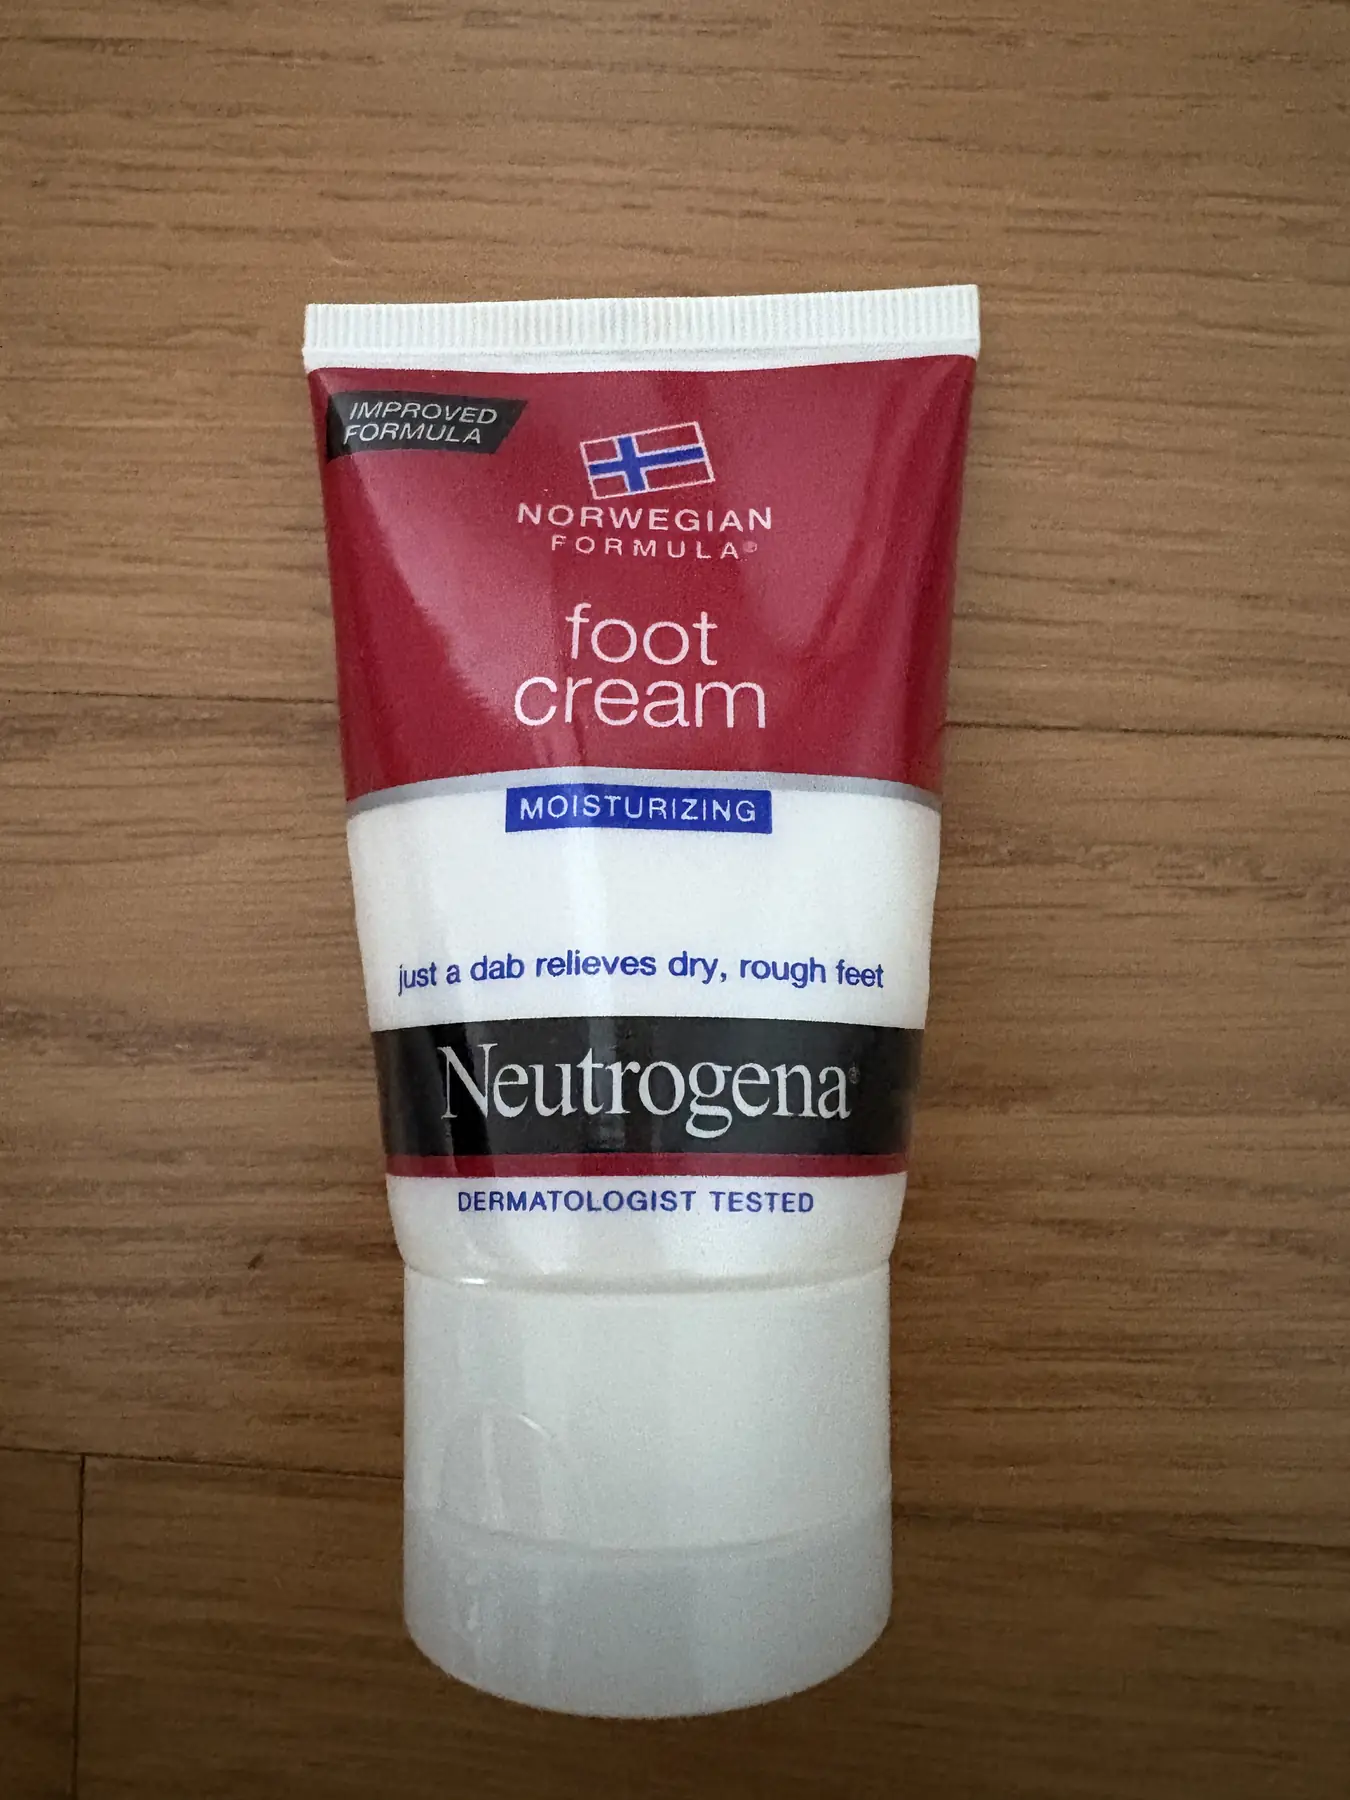 IMPROVED
FORMULA
NORWEGIAN
FORMULA®
foot
cream
MOISTURIZING
just a dab relieves dry, rough feet
Neutrogena®
DERMATOLOGIST TESTED